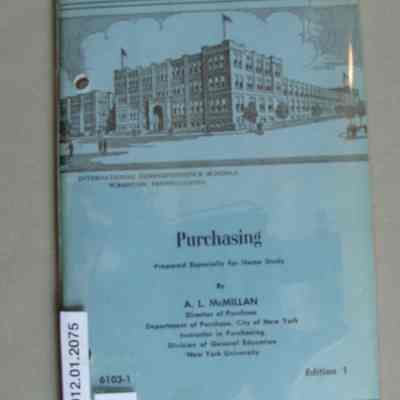 INTERNATIONAL CORRESPONDENCE SCHOOLS
SCRANTON, PENNSYLVANIA
Purchasing
Prepared Especially for Home Study
By
A. L. McMILLAN
Director of Purchase
Department of Purchase, City of New York
Instructor in Purchasing
Division of General Education
New York University
6103-1
Edition 1
012.01.2075